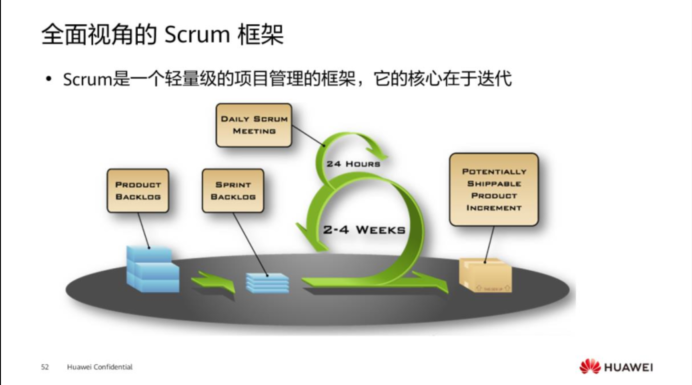 全面视角的 Scrum 框架
• Scrum是一个轻量级的项目管理的框架，它的核心在于迭代
DAILY SCRUM
MEETING
24 HOURS
PRODUCT
BACKLOG
SPRINT
BACKLOG
POTENTIALLY
SHIPPABLE
PRODUCT
INCREMENT
2-4 WEEKS
52
Huawei Confidential
HUAWEI